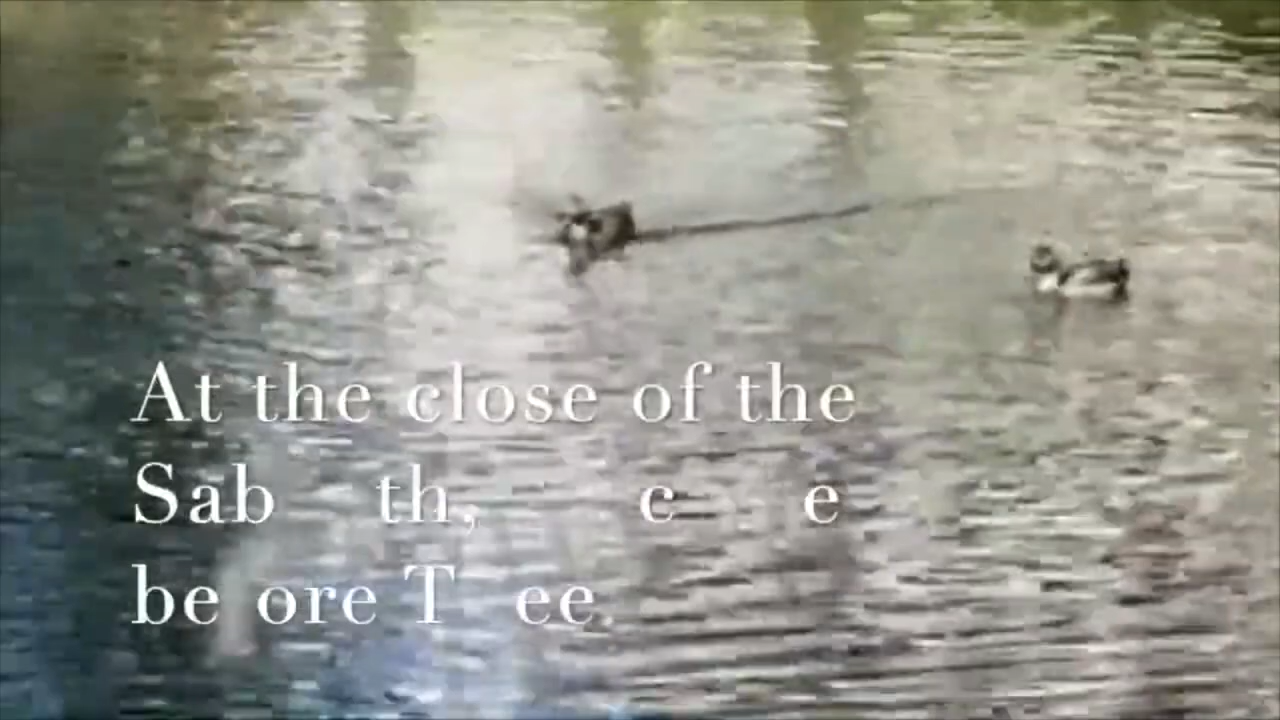 At the close of the
Sab th, c e
be ore T ee